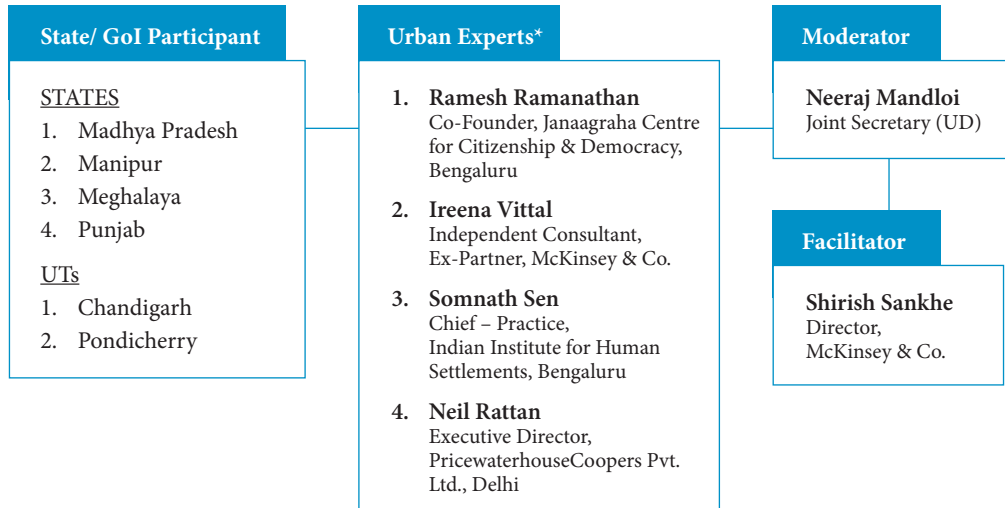 State/ GoI Participant
STATES
1. Madhya Pradesh
2. Manipur
3. Meghalaya
4. Punjab
UTs
1. Chandigarh
2. Pondicherry
Urban Experts*
1. Ramesh Ramanathan
Co-Founder, Janaagraha Centre
for Citizenship & Democracy,
Bengaluru
2. Ireena Vittal
Independent Consultant,
Ex-Partner, McKinsey & Co.
3. Somnath Sen
Chief – Practice,
Indian Institute for Human
Settlements, Bengaluru
4. Neil Rattan
Executive Director,
PricewaterhouseCoopers Pvt.
Ltd., Delhi
Moderator
Neeraj Mandloi
Joint Secretary (UD)
Facilitator
Shirish Sankhe
Director,
McKinsey & Co.